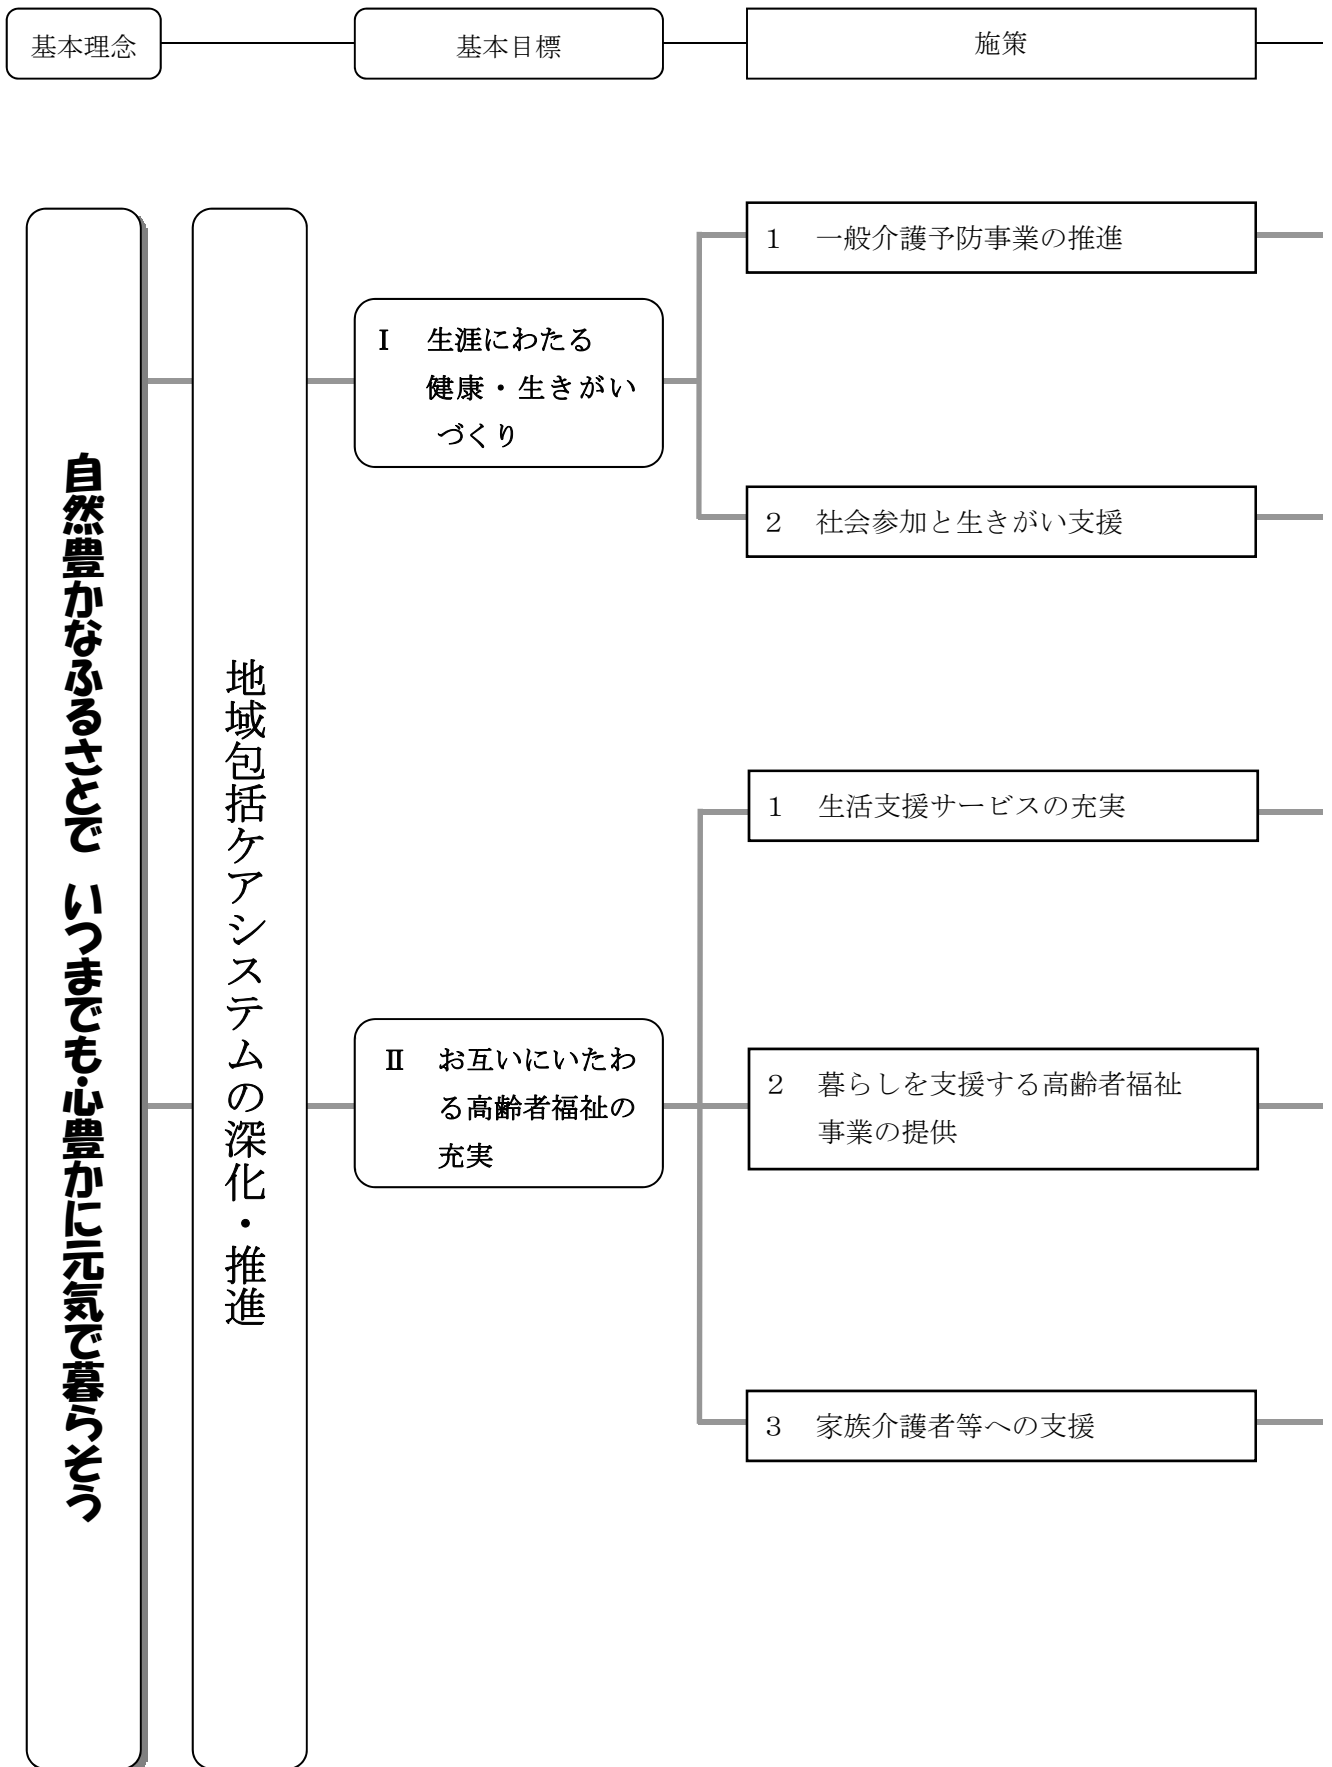 基本理念
基本目標
施策
自然豊かなふるさとで いつまでも心豊かに元気で暮らそう
地域包括ケアシステムの深化・推進
Ⅰ 生涯にわたる
健康・生きがい
づくり
1 一般介護予防事業の推進
2 社会参加と生きがい支援
Ⅱ お互いにいたわ
る高齢者福祉の
充実
1 生活支援サービスの充実
2 暮らしを支援する高齢者福祉
事業の提供
3 家族介護者等への支援